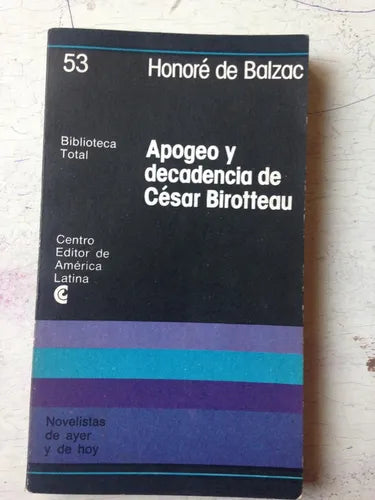 53
Honoré de Balzac
Biblioteca
Total
Apogeo y
decadencia de
César Birotteau
Centro
Editor de
América
Latina
Novelistas
de ayer
y de hoy